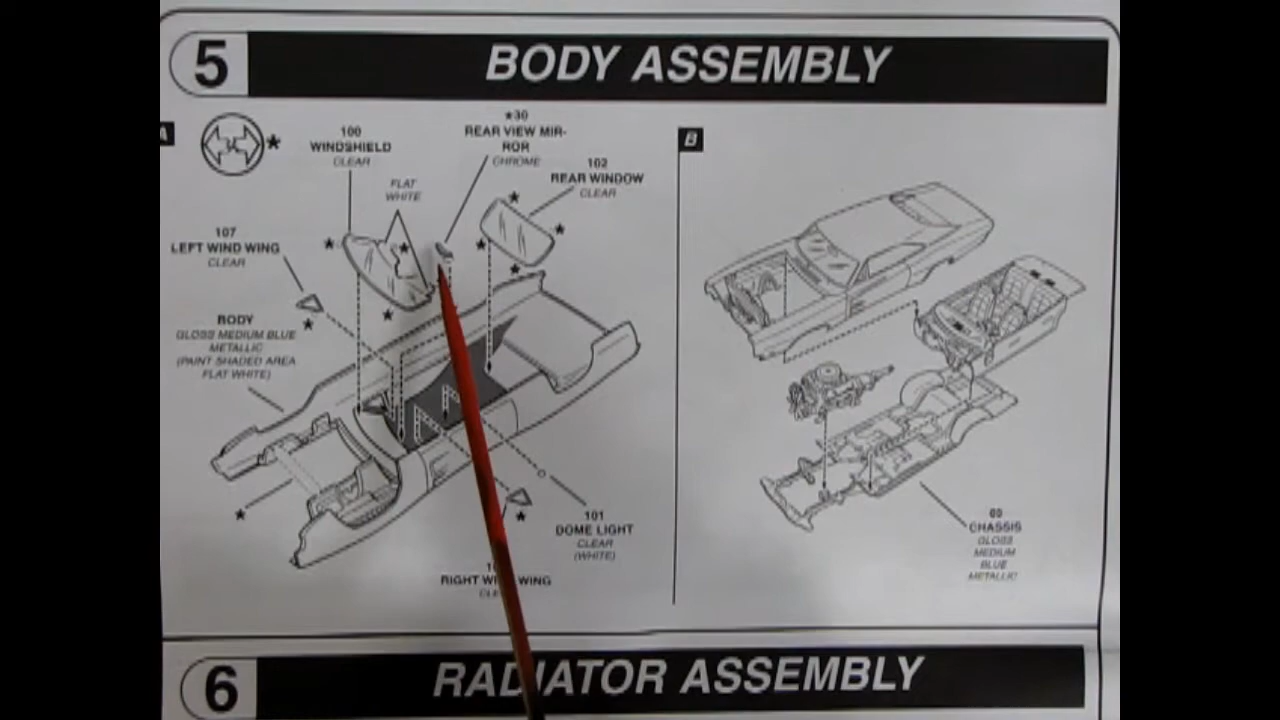 5
BODY ASSEMBLY
A
★
100
WINDSHIELD
CLEAR
★30
REAR VIEW MIR-
ROR
CHROME
102
REAR WINDOW
CLEAR
FLAT
WHITE
107
LEFT WIND WING
CLEAR
BODY
GLOSS MEDIUM BLUE
METALLIC
(PAINT SHADED AREA
FLAT WHITE)
101
DOME LIGHT
CLEAR
(WHITE)
RIGHT WING
B
CHASSIS
GLOSS
MEDIUM
BLUE
METALLIC
6
RADIATOR ASSEMBLY